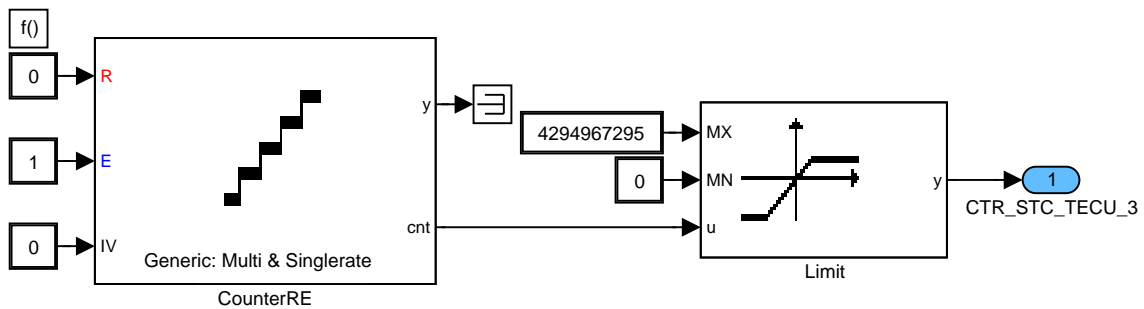 f()
0
R
1
E
0
IV
y
cnt
Generic: Multi & Singlerate
CounterRE
4294967295
0
MX
MN
u
y
Limit
1
CTR_STC_TECU_3